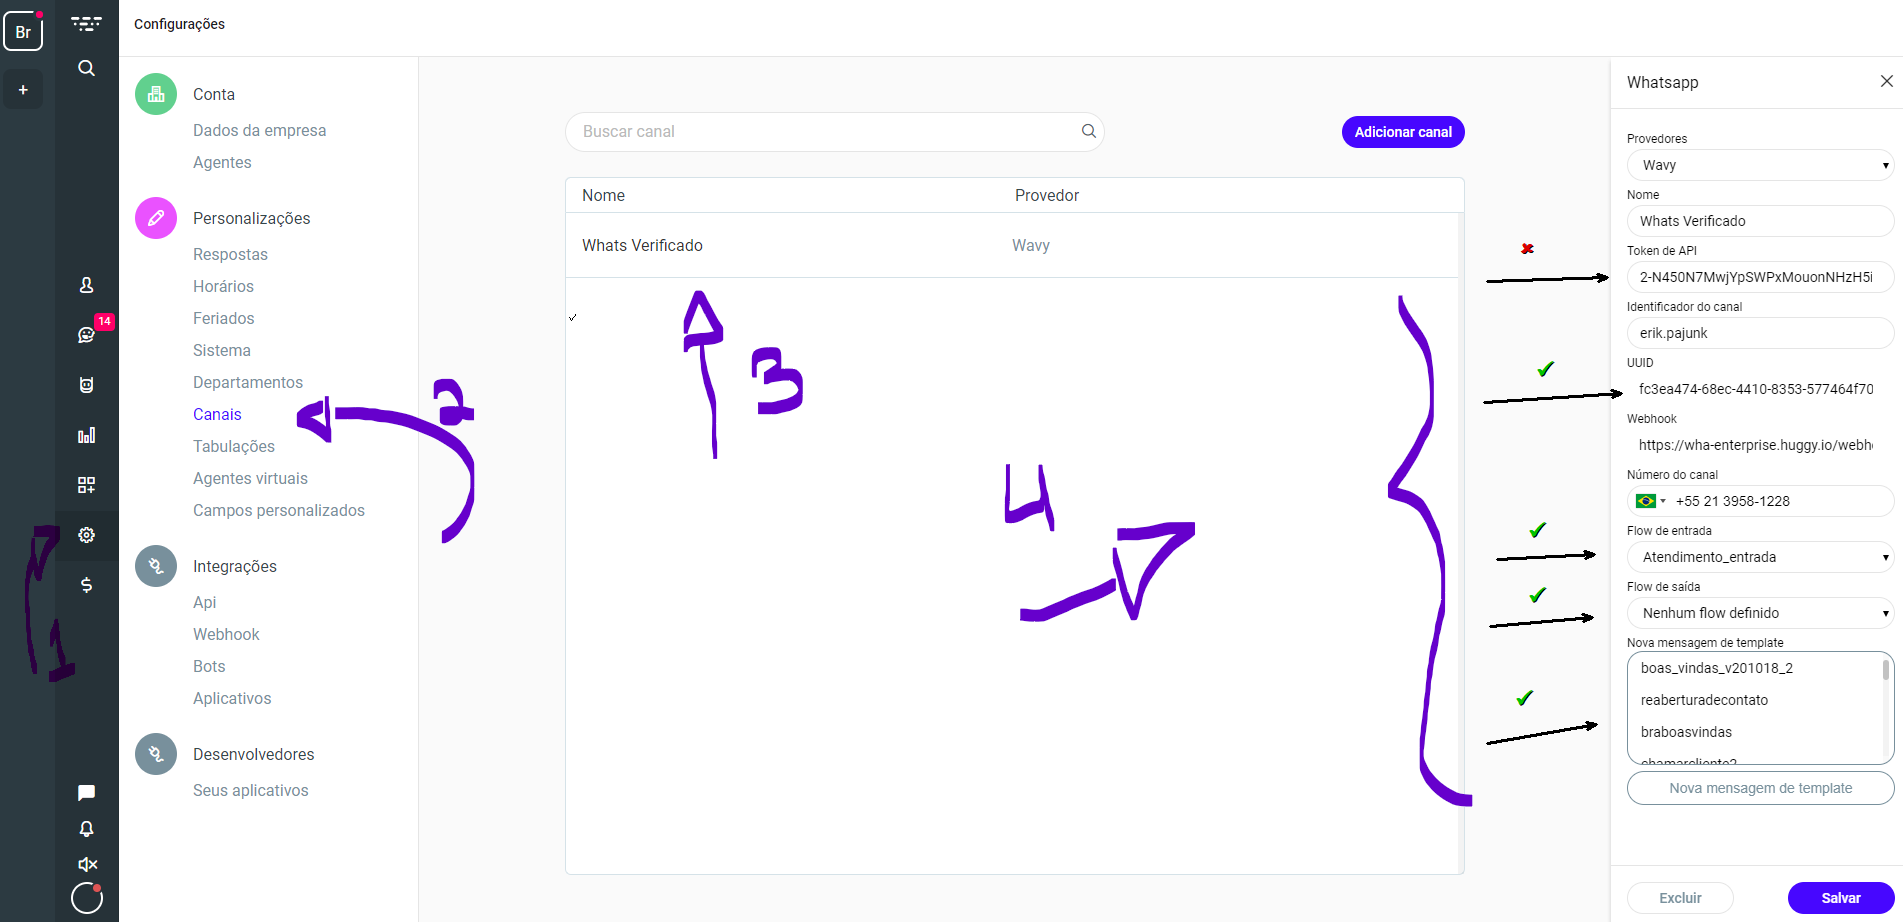 Br
Configurações
+
Conta
Dados da empresa
Agentes
Personalizações
Respostas
Horários
Feriados
Sistema
Departamentos
Canais
Tabulações
Agentes virtuais
Campos personalizados
Integrações
Api
Webhook
Bots
Aplicativos
Desenvolvedores
Seus aplicativos
14
$
1
2
Buscar canal
Adicionar canal
Nome Provedor
Whats Verificado Wavy
3
4
Whatsapp
Provedores
Wavy
Nome
Whats Verificado
Token de API
2-N450N7MwjYpSWPxMouonNHzH5i
Identificador do canal
erik.pajunk
UUID
fc3ea474-68ec-4410-8353-577464f70
Webhook
https://wha-enterprise.huggy.io/webh
Número do canal
+55 21 3958-1228
Flow de entrada
Atendimento_entrada
Flow de saída
Nenhum flow definido
Nova mensagem de template
boas_vindas_v201018_2
reaberturadecontato
braboasvindas
chamarcliente2
Nova mensagem de template
Excluir
Salvar